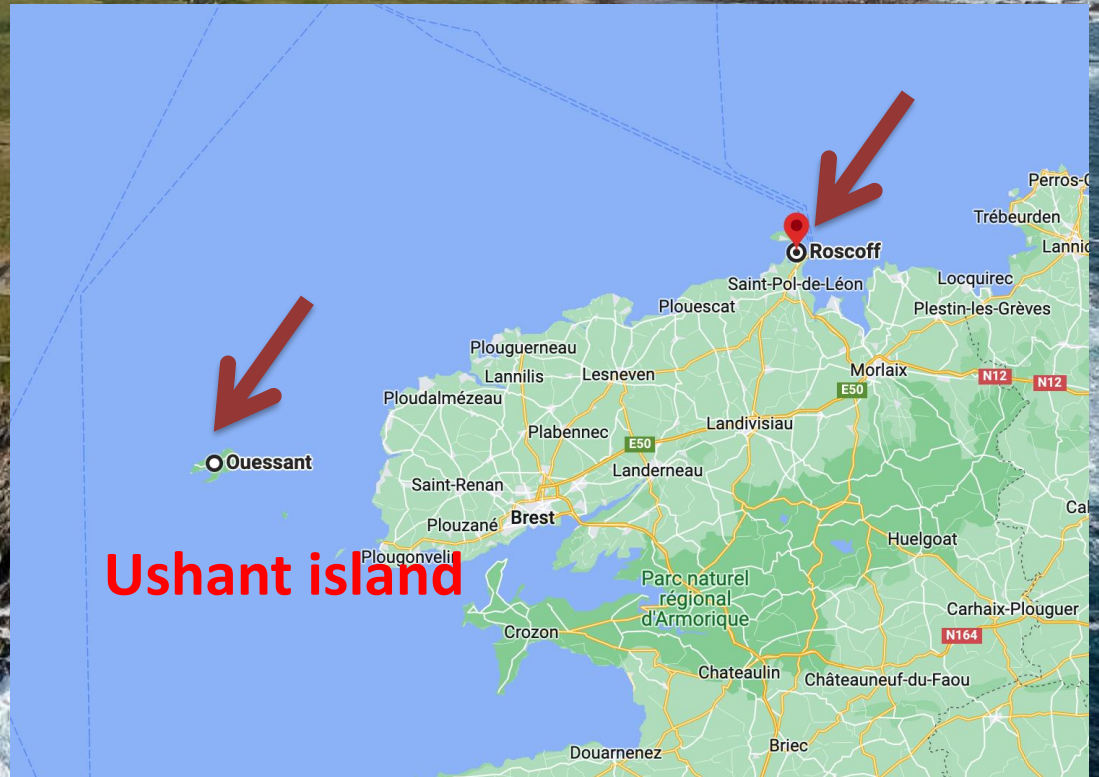 Perros-
Trébeurden
Roscoff
Lannio
Saint-Pol-de-Léon
Locquirec
Plouescat
Plestin-les-Grèves
Plouguerneau
Lannilis
Lesneven
Morlaix
N12
N12
E50
Ploudalmézeau
Plabennec
E50
Landivisiau
Ouessant
Landerneau
Saint-Renan
Plouzané
Brest
Cal
Huelgoat
Plougonvelin
Ushant island
Parc naturel
régional
d'Armorique
Carhaix-Plouguer
N164
Crozon
Chateaulin
Châteauneuf-du-Faou
Douarnenez
Briec